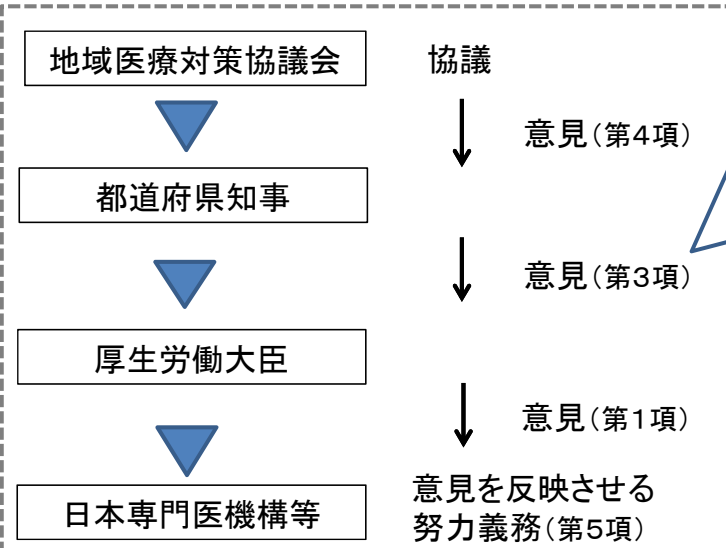 地域医療対策協議会
協議
意見(第4項)
都道府県知事
意見(第3項)
厚生労働大臣
意見(第1項)
日本専門医機構等
意見を反映させる
努力義務(第5項)